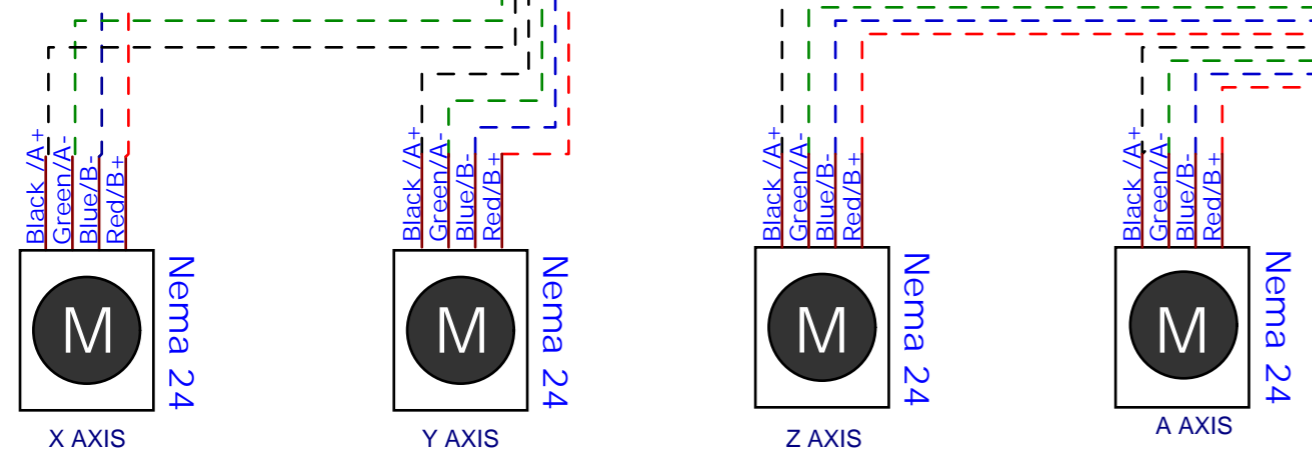 Black /A+
Green/A-
Blue/B-
Red/B+
M
Nema 24
X AXIS
Black /A+
Green/A-
Blue/B-
Red/B+
M
Nema 24
Y AXIS
Black /A+
Green/A-
Blue/B-
Red/B+
M
Nema 24
Z AXIS
Black /A+
Green/A-
Blue/B-
Red/B+
M
Nema 24
A AXIS